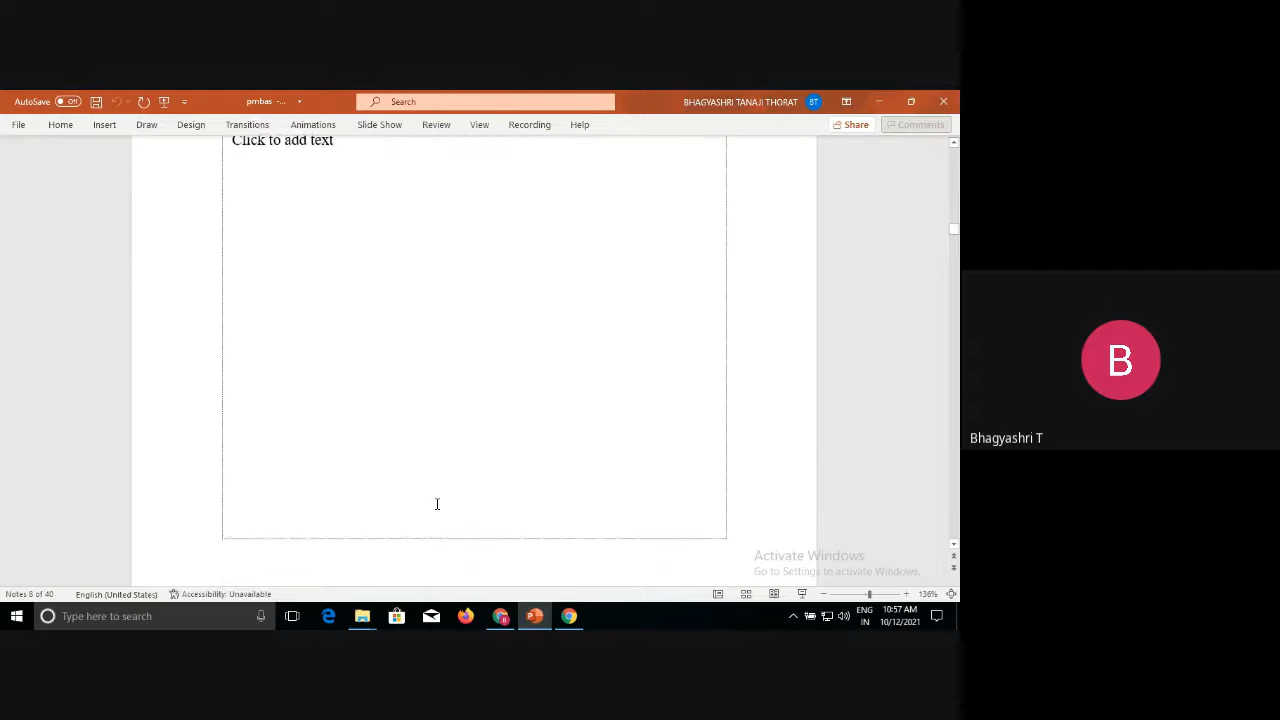 AutoSave Off pmbas -... Search BHAGYASHRI TANAJI THORAT BT
File Home Insert Draw Design Transitions Animations Slide Show Review View Recording Help Share Comments
Click to add text
B
Bhagyashri T
Activate Windows
Go to Settings to activate Windows.
Notes 8 of 40 English (United States) Accessibility: Unavailable 136%
Type here to search
ENG
IN
10:57 AM
10/12/2021